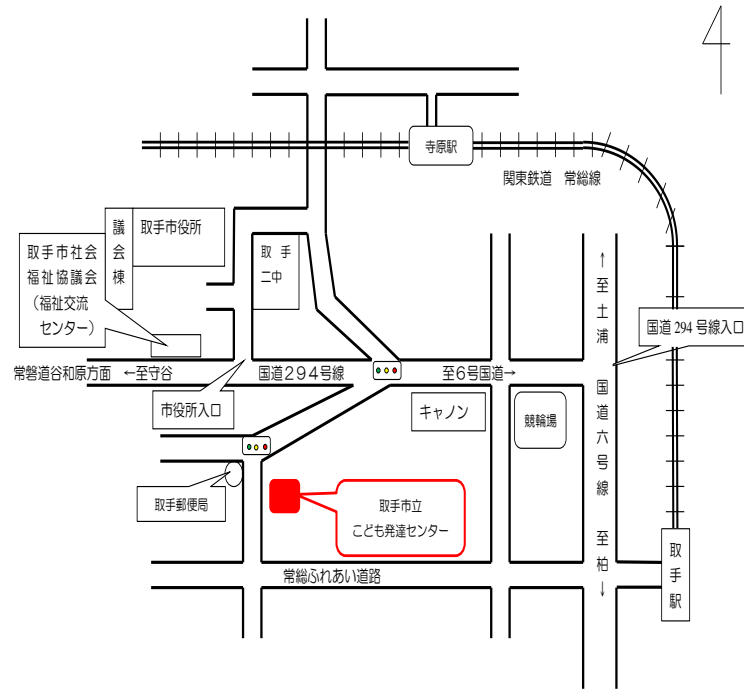 寺原駅
関東鉄道 常総線
議会棟
取手市役所
取手市社会
福祉協議会
（福祉交流
センター）
取手
二中
←至土浦 国道六号線 至柏→
国道294号線入口
常磐道谷和原方面 ←至守谷
国道２９４号線
至６号国道→
市役所入口
キャノン
競輪場
取手郵便局
取手市立
こども発達センター
取手駅
常総ふれあい道路